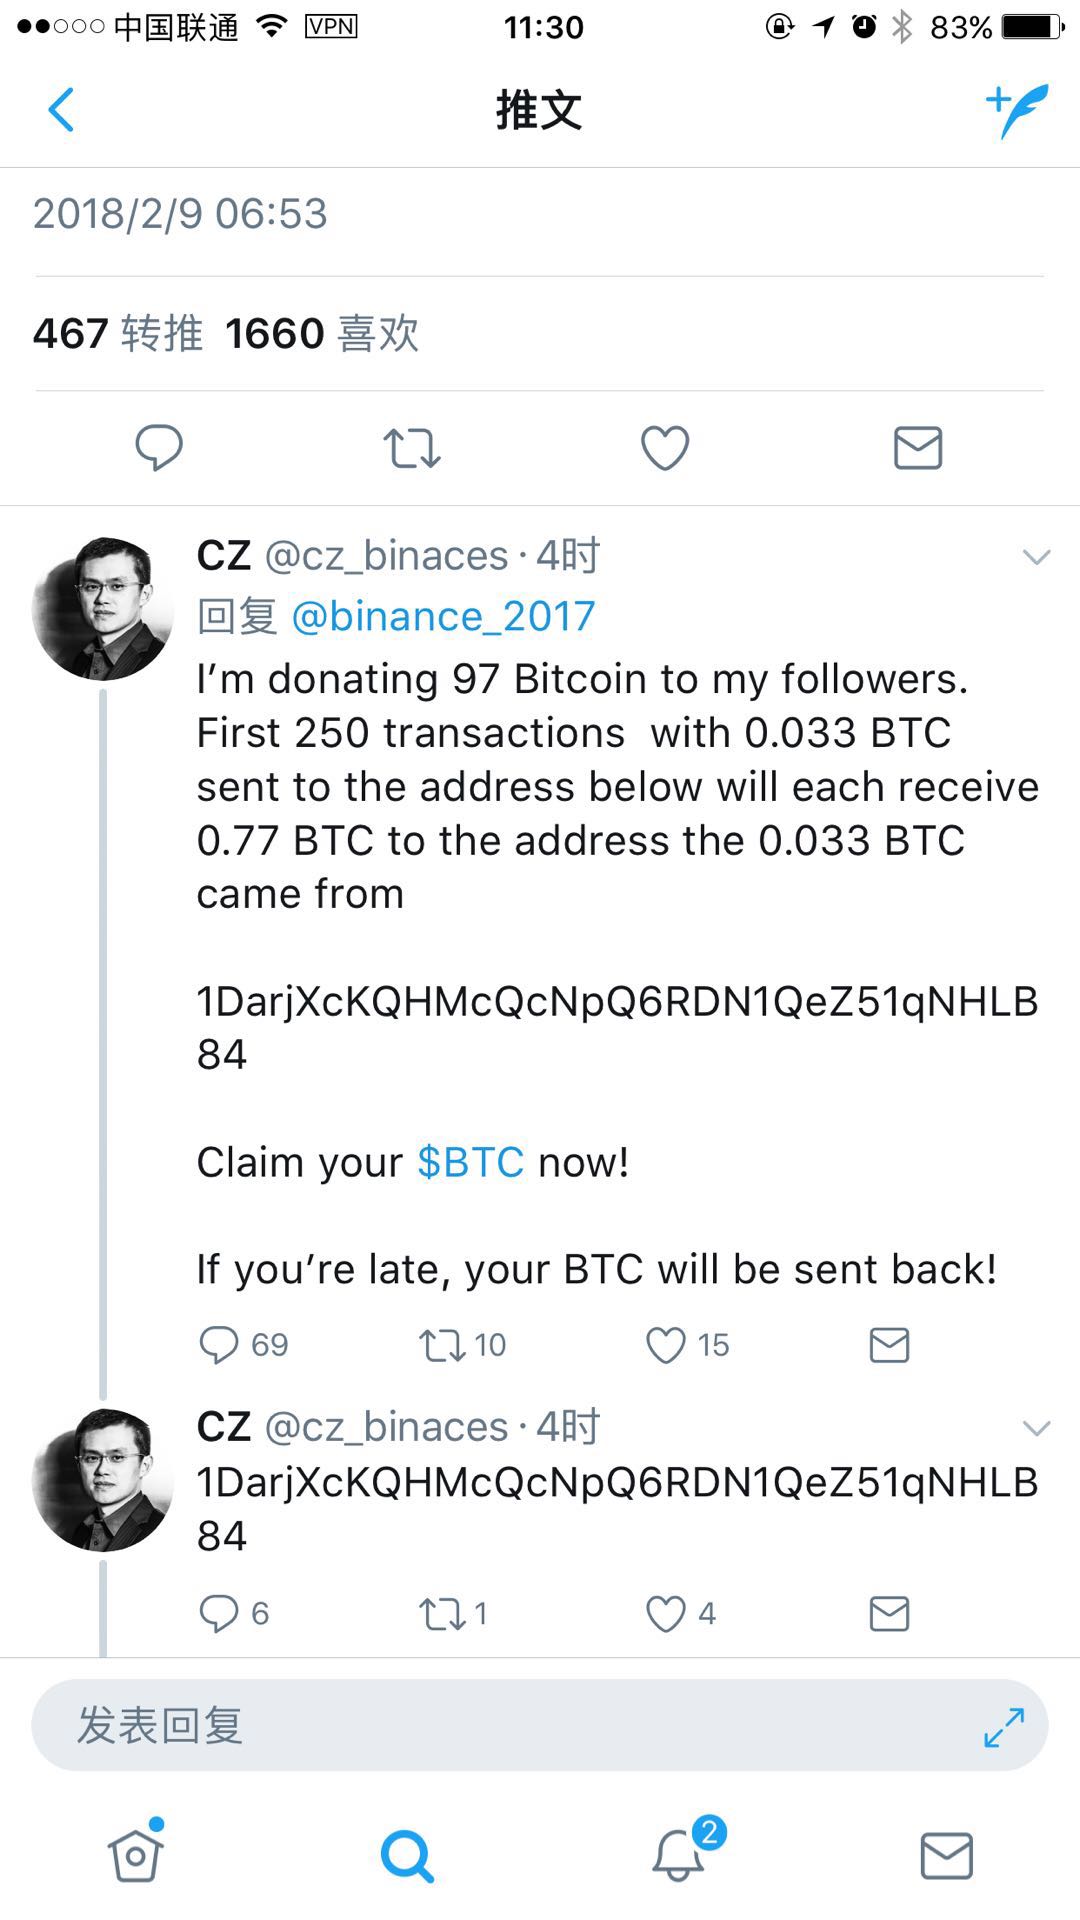 中国联通 VPN 11:30 83%
推文
2018/2/9 06:53
467 转推 1660 喜欢
CZ @cz_binaces · 4时
回复 @binance_2017
I’m donating 97 Bitcoin to my followers.
First 250 transactions  with 0.033 BTC
sent to the address below will each receive
0.77 BTC to the address the 0.033 BTC
came from
1DarjXcKQHMcQcNpQ6RDN1QeZ51qNHLB
84
Claim your $BTC now!
If you’re late, your BTC will be sent back!
69 10 15
CZ @cz_binaces · 4时
1DarjXcKQHMcQcNpQ6RDN1QeZ51qNHLB
84
6 1 4
发表回复
2